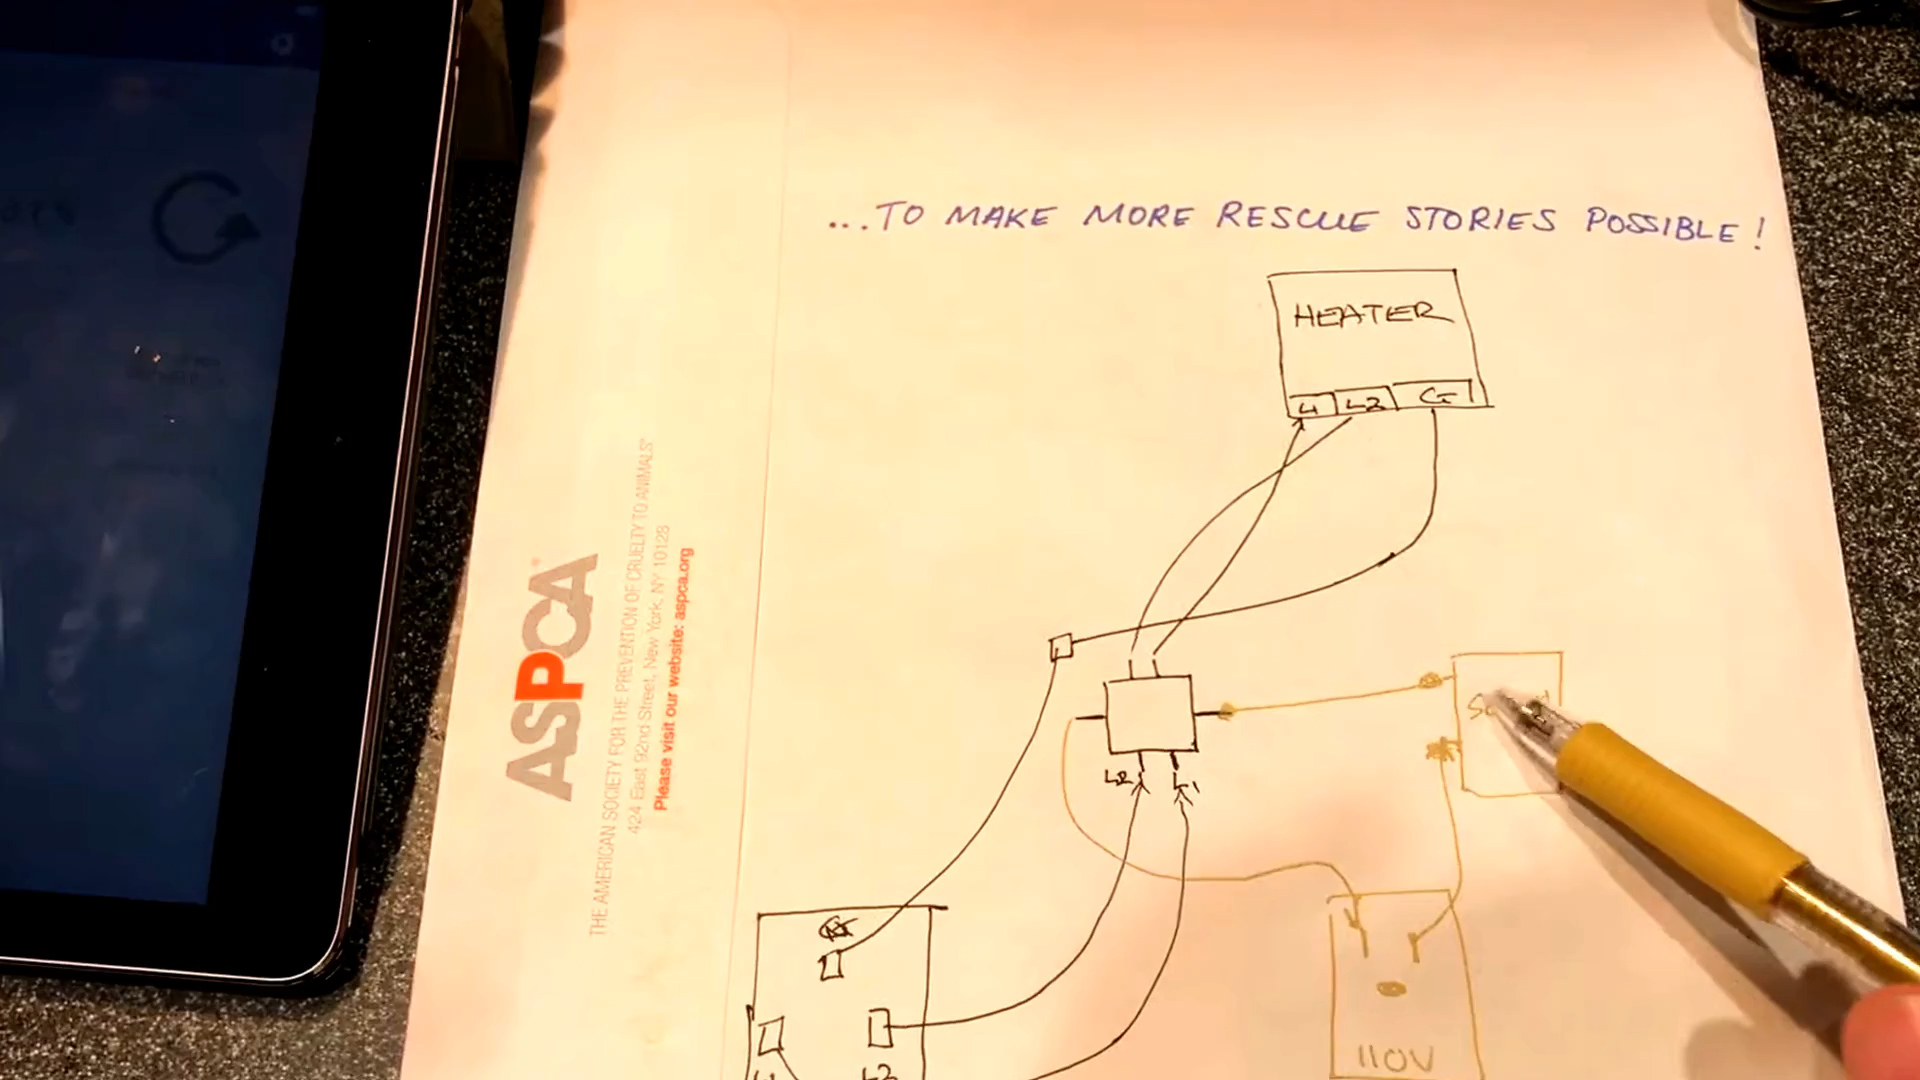 ...TO MAKE MORE RESCUE STORIES POSSIBLE!
HEATER
L1 L2 G
ASPCA
THE AMERICAN SOCIETY FOR THE PREVENTION OF CRUELTY TO ANIMALS®
424 East 92nd Street, New York, NY 10128
Please visit our website: aspca.org
L2 L1
L2
110V